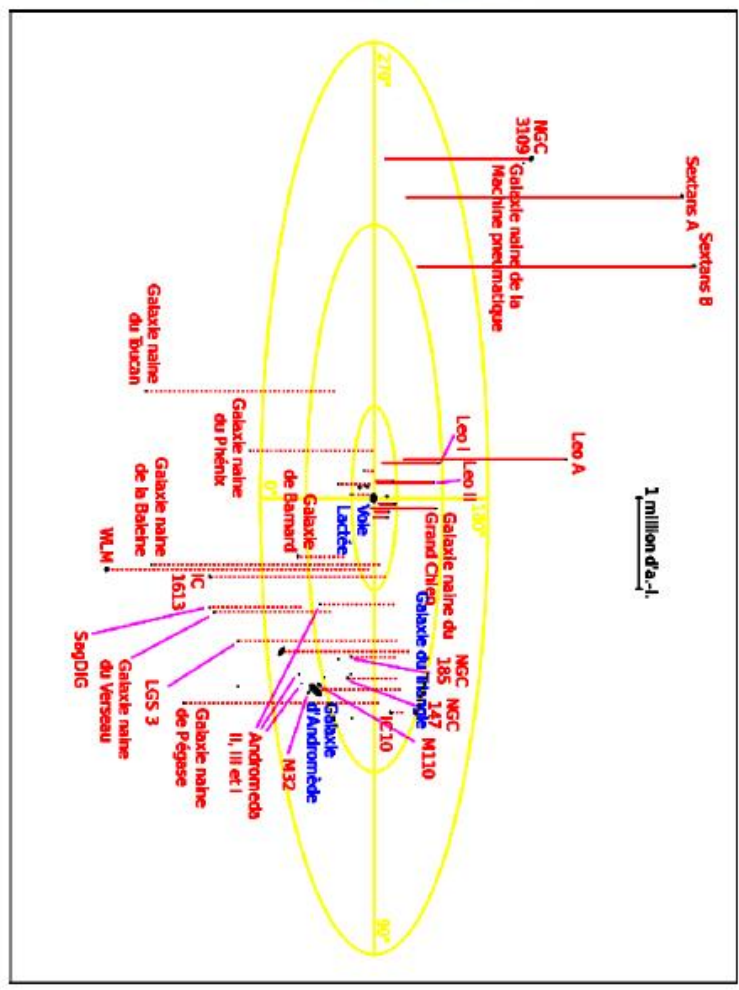 Sextans B
Sextans A
1 million d'a.-l.
Leo A
NGC
3109
Galaxie naine de la
Machine pneumatique
180°
Leo I
Leo II
Galaxie naine du
Grand Chien
NGC
185
NGC
147
M110
Galaxie du Triangle
IC10
270°
90°
Voie
Lactée
Galaxie
d'Andromède
Galaxie
de Barnard
M32
0°
Andromeda
II, III et I
Galaxie naine
du Phénix
Galaxie naine
de Pégase
IC
1613
Galaxie naine
du Toucan
Galaxie naine
de la Baleine
LGS 3
Galaxie naine
du Verseau
WLM
SagDIG